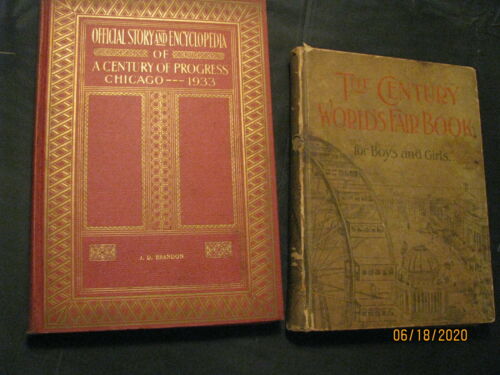 OFFICIAL STORY AND ENCYCLOPEDIA
OF
A CENTURY OF PROGRESS
CHICAGO --- 1933
J. D. BRANDON
THE CENTURY
WORLD'S FAIR BOOK
for Boys and Girls.
06/18/2020